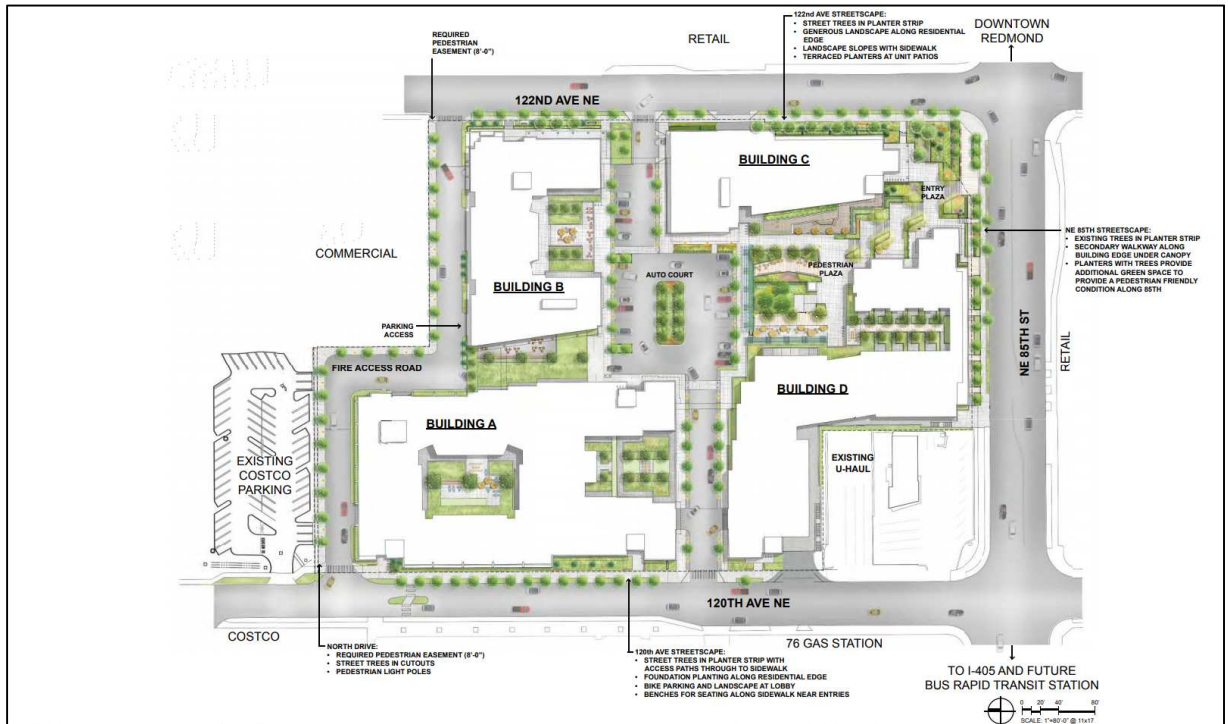 122nd AVE STREETSCAPE:
• STREET TREES IN PLANTER STRIP
• GENEROUS LANDSCAPE ALONG RESIDENTIAL
EDGE
• LANDSCAPE SLOPES WITH SIDEWALK
• TERRACED PLANTERS AT UNIT PATIOS
DOWNTOWN
REDMOND
REQUIRED
PEDESTRIAN
EASEMENT (8'-0")
RETAIL
122ND AVE NE
BUILDING C
ENTRY
PLAZA
COMMERCIAL
NE 85TH STREETSCAPE:
• EXISTING TREES IN PLANTER STRIP
• SECONDARY WALKWAY ALONG
BUILDING EDGE UNDER CANOPY
• PLANTERS WITH TREES PROVIDE
ADDITIONAL GREEN SPACE TO
PROVIDE A PEDESTRIAN FRIENDLY
CONDITION ALONG 85TH
PEDESTRIAN
PLAZA
AUTO COURT
BUILDING B
PARKING
ACCESS
NE 85TH ST
RETAIL
FIRE ACCESS ROAD
BUILDING D
BUILDING A
EXISTING
U-HAUL
EXISTING
COSTCO
PARKING
120TH AVE NE
COSTCO
76 GAS STATION
NORTH DRIVE:
• REQUIRED PEDESTRIAN EASEMENT (8'-0")
• STREET TREES IN CUTOUTS
• PEDESTRIAN LIGHT POLES
120th AVE STREETSCAPE:
• STREET TREES IN PLANTER STRIP WITH
ACCESS PATHS THROUGH TO SIDEWALK
• FOUNDATION PLANTING ALONG RESIDENTIAL EDGE
• BIKE PARKING AND LANDSCAPE AT LOBBY
• BENCHES FOR SEATING ALONG SIDEWALK NEAR ENTRIES
TO I-405 AND FUTURE
BUS RAPID TRANSIT STATION
0 20' 40' 80'
SCALE: 1"=80'-0" @ 11x17